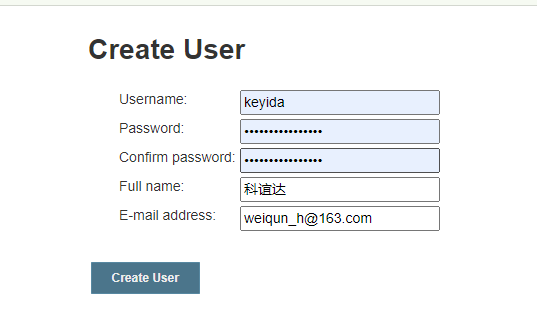 Create User
Username: keyida
Password: ••••••••••••••••
Confirm password: ••••••••••••••••
Full name: 科谊达
E-mail address: weiqun_h@163.com
Create User